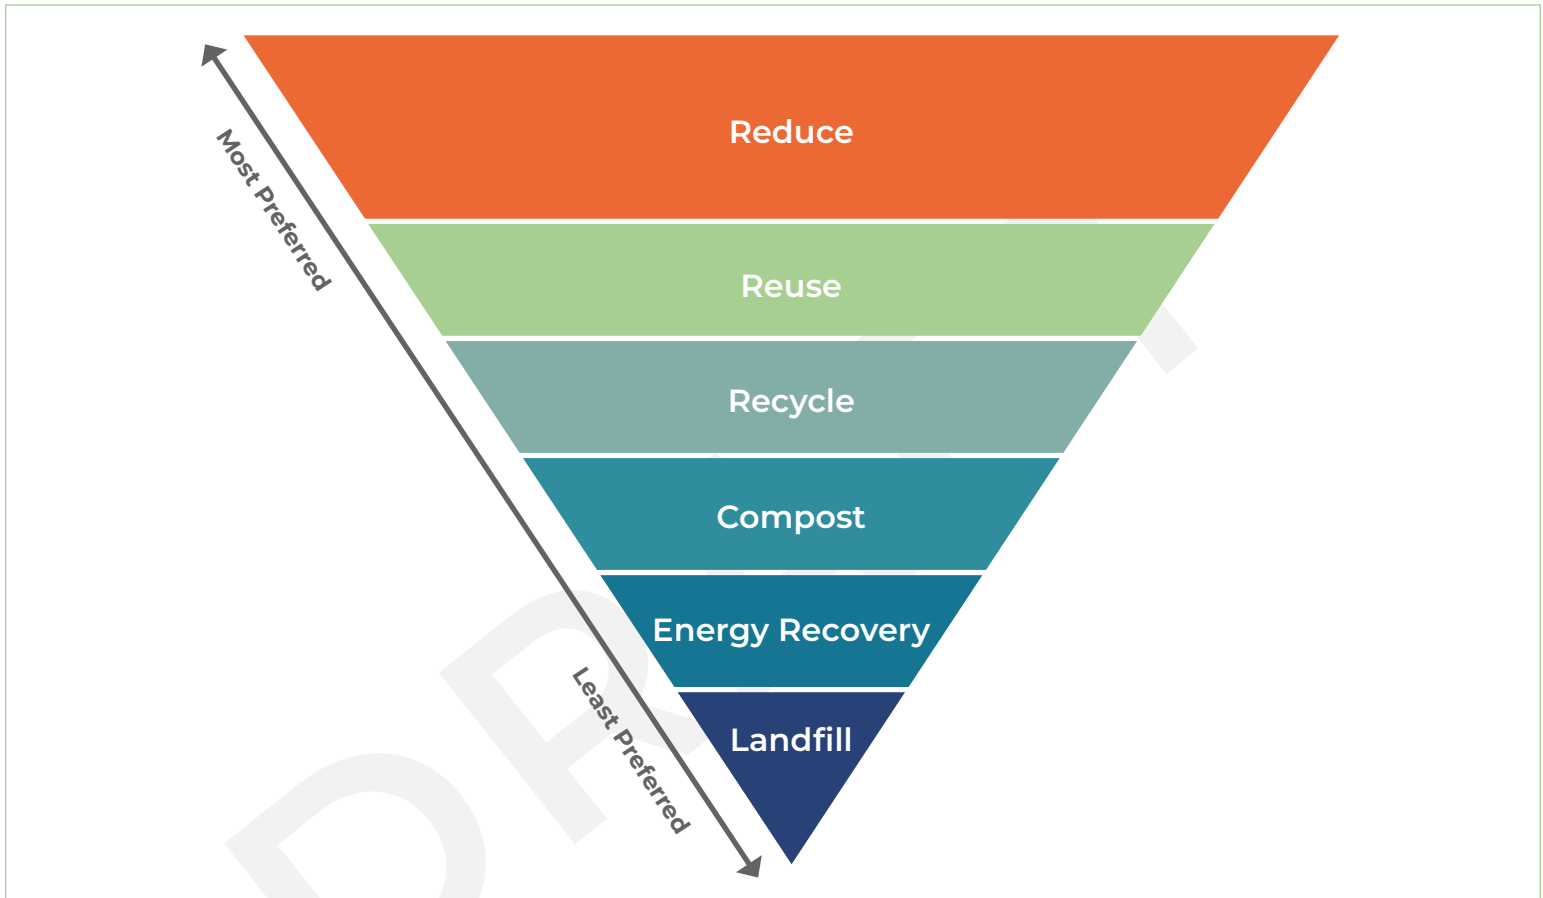 Reduce
Most Preferred
Reuse
Recycle
Compost
Energy Recovery
Least Preferred
Landfill